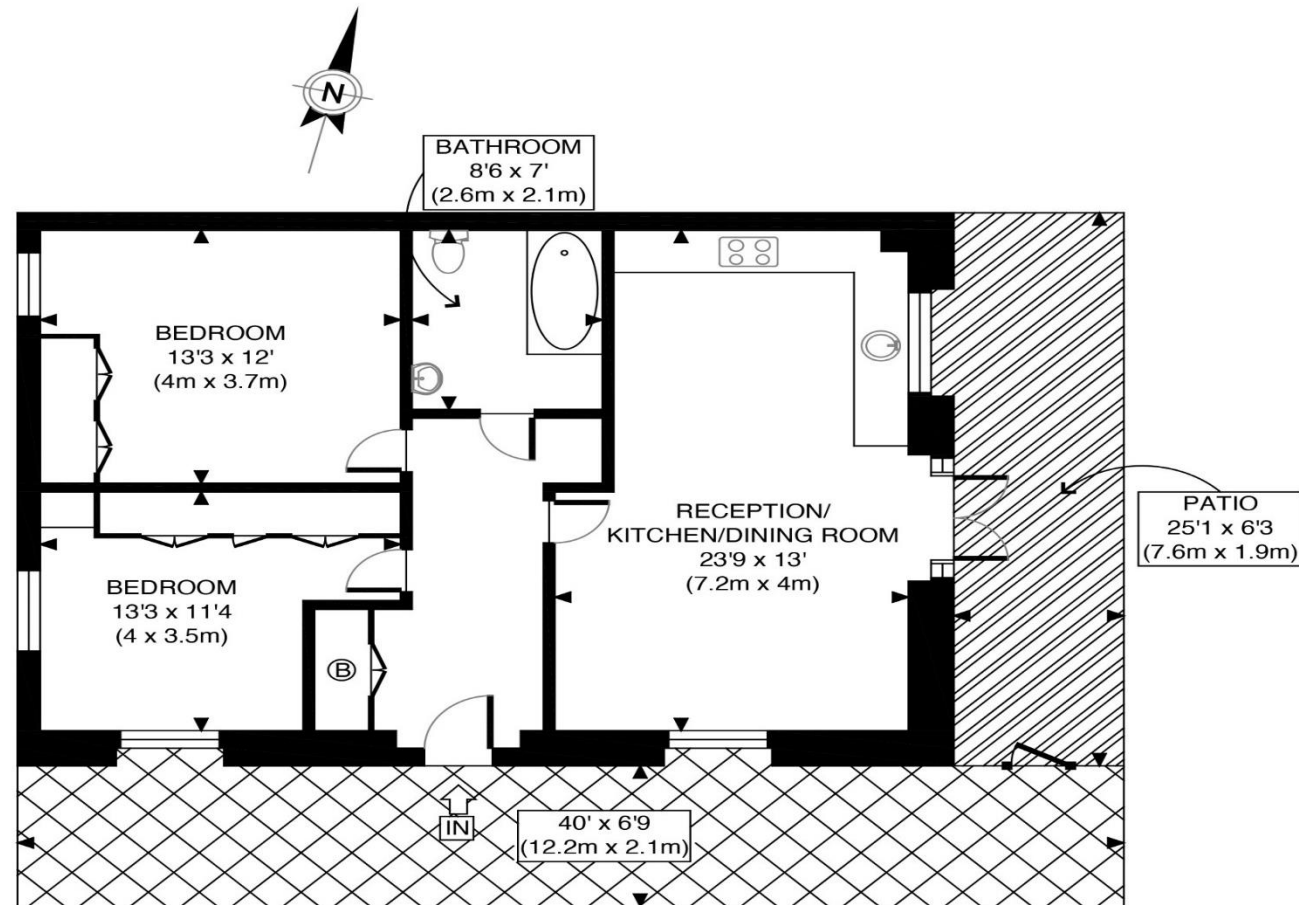 N
BATHROOM
8'6 x 7'
(2.6m x 2.1m)
BEDROOM
13'3 x 12'
(4m x 3.7m)
RECEPTION/
KITCHEN/DINING ROOM
23'9 x 13'
(7.2m x 4m)
PATIO
25'1 x 6'3
(7.6m x 1.9m)
BEDROOM
13'3 x 11'4
(4 x 3.5m)
B
IN
40' x 6'9
(12.2m x 2.1m)